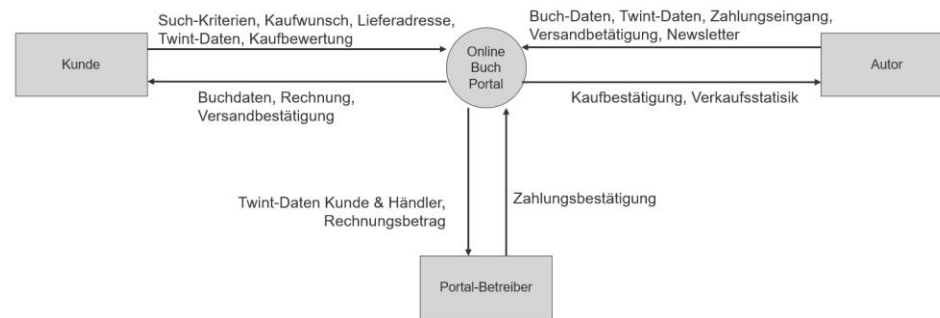 Such-Kriterien, Kaufwunsch, Lieferadresse,
Twint-Daten, Kaufbewertung
Buch-Daten, Twint-Daten, Zahlungseingang,
Versandbetätigung, Newsletter
Kunde
Online
Buch
Portal
Autor
Buchdaten, Rechnung,
Versandbestätigung
Kaufbestätigung, Verkaufsstatisik
Twint-Daten Kunde & Händler,
Rechnungsbetrag
Zahlungsbestätigung
Portal-Betreiber